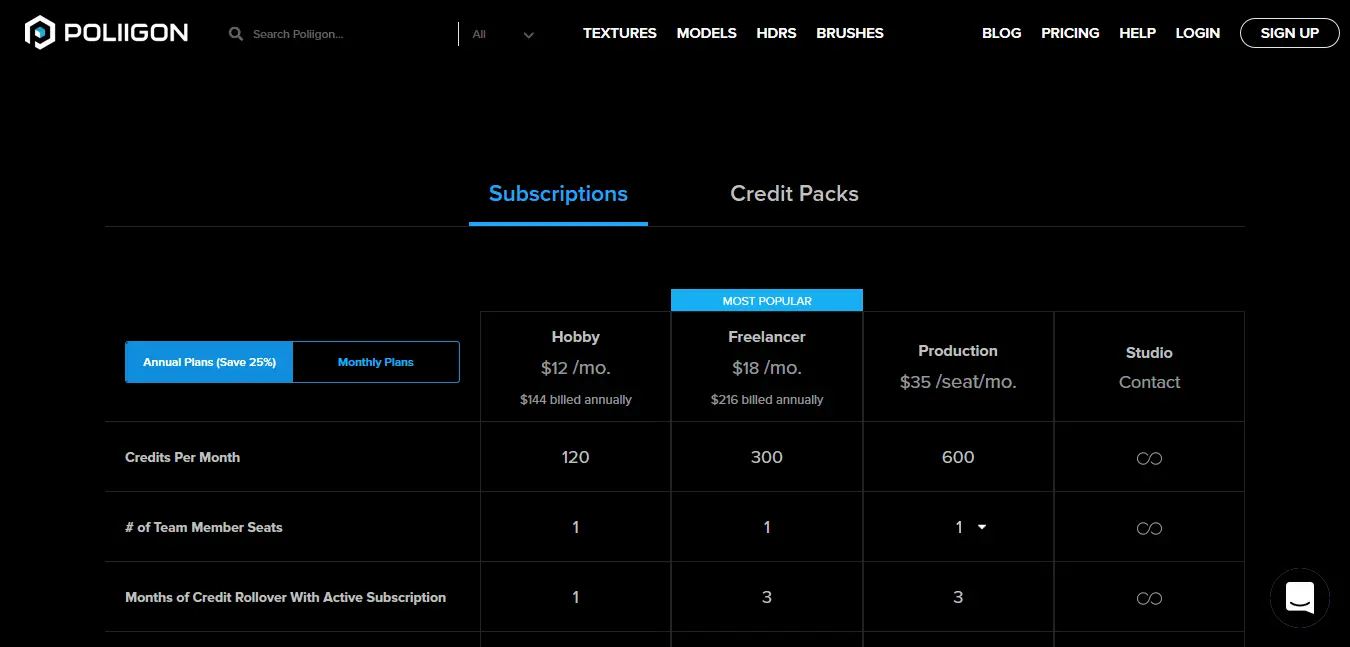 POLIIGON
Search Poliigon...
All
TEXTURES MODELS HDRS BRUSHES
BLOG PRICING HELP LOGIN SIGN UP
Subscriptions Credit Packs
MOST POPULAR
Annual Plans (Save 25%) Monthly Plans
Hobby
$12 /mo.
$144 billed annually
Freelancer
$18 /mo.
$216 billed annually
Production
$35 /seat/mo.
Studio
Contact
Credits Per Month 120 300 600 ∞
# of Team Member Seats 1 1 1 ∞
Months of Credit Rollover With Active Subscription 1 3 3 ∞